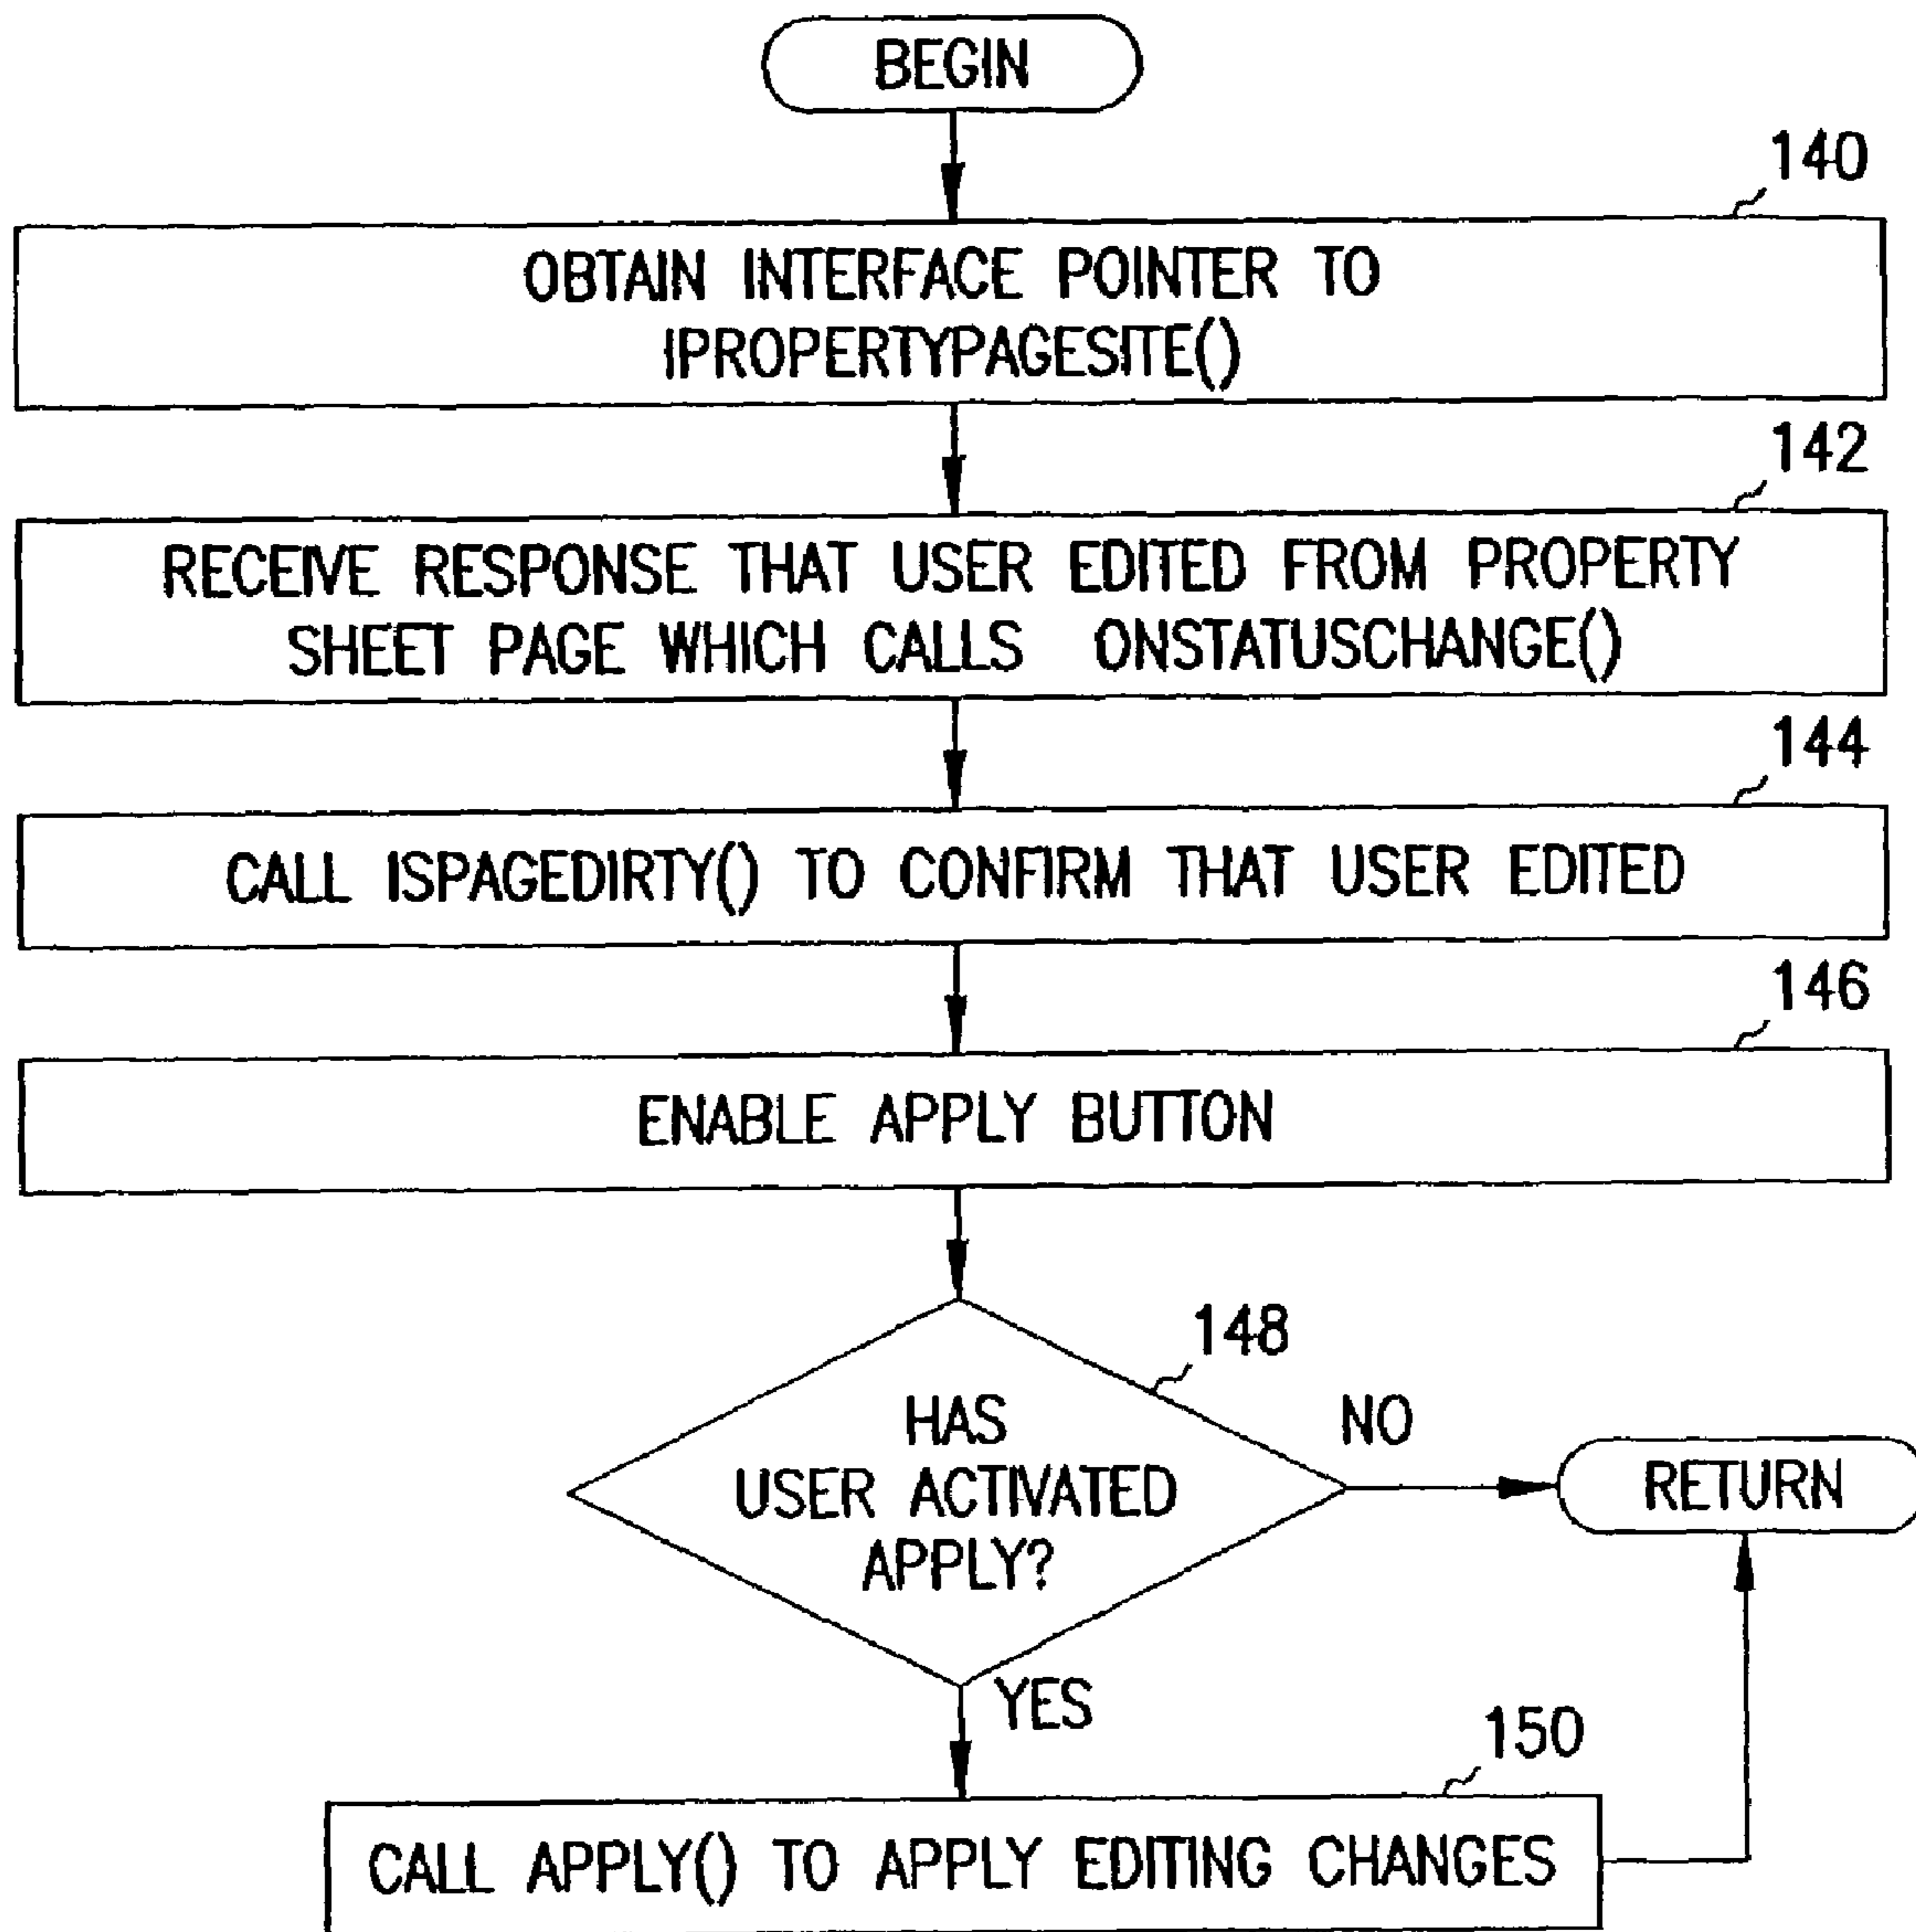 BEGIN
140
OBTAIN INTERFACE POINTER TO
IPROPERTYPAGESITE()
142
RECEIVE RESPONSE THAT USER EDITED FROM PROPERTY
SHEET PAGE WHICH CALLS ONSTATUSCHANGE()
144
CALL ISPAGEDIRTY() TO CONFIRM THAT USER EDITED
146
ENABLE APPLY BUTTON
148
HAS
USER ACTIVATED
APPLY?
NO
RETURN
YES
150
CALL APPLY() TO APPLY EDITING CHANGES